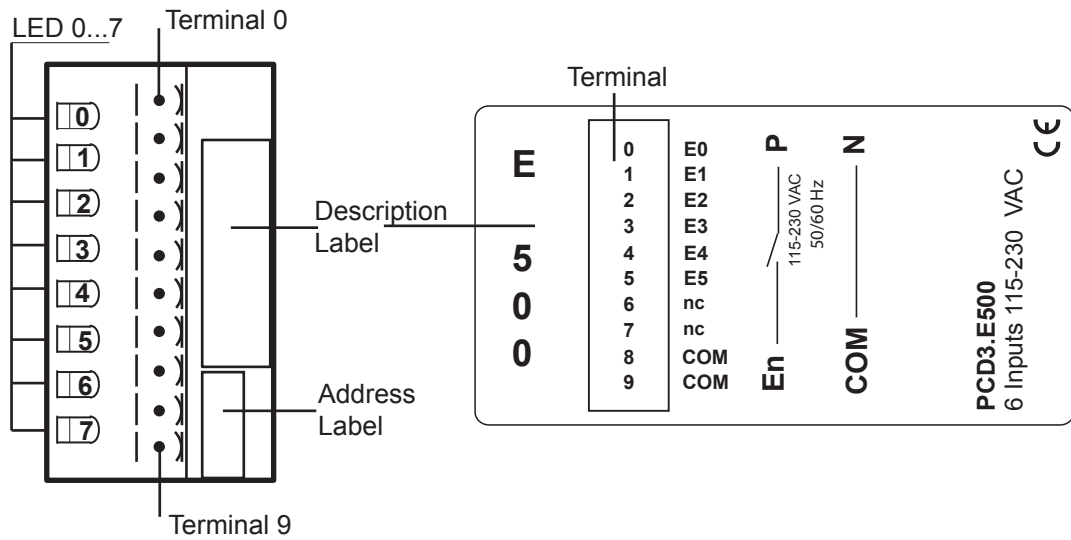 LED 0...7
Terminal 0
0
1
2
3
4
5
6
7
Description
Label
Address
Label
Terminal 9
Terminal
E
5
0
0
0 E0
1 E1
2 E2
3 E3
4 E4
5 E5
6 nc
7 nc
8 COM
9 COM
En P
115-230 VAC
50/60 Hz
COM N
PCD3.E500
6 Inputs 115-230 VAC
CE